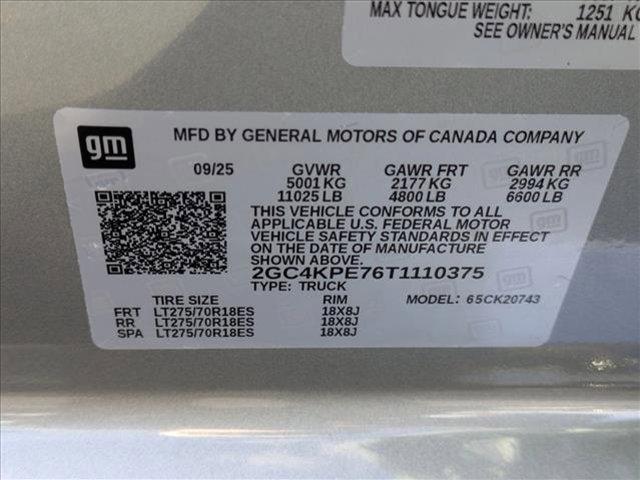 MAX TONGUE WEIGHT: 1251 KG
SEE OWNER'S MANUAL
gm
MFD BY GENERAL MOTORS OF CANADA COMPANY
09/25 GVWR GAWR FRT GAWR RR
5001 KG 2177 KG 2994 KG
11025 LB 4800 LB 6600 LB
THIS VEHICLE CONFORMS TO ALL
APPLICABLE U.S. FEDERAL MOTOR
VEHICLE SAFETY STANDARDS IN EFFECT
ON THE DATE OF MANUFACTURE
SHOWN ABOVE.
2GC4KPE76T1110375
TYPE: TRUCK MODEL: 65CK20743
TIRE SIZE RIM
FRT LT275/70R18ES 18X8J
RR LT275/70R18ES 18X8J
SPA LT275/70R18ES 18X8J